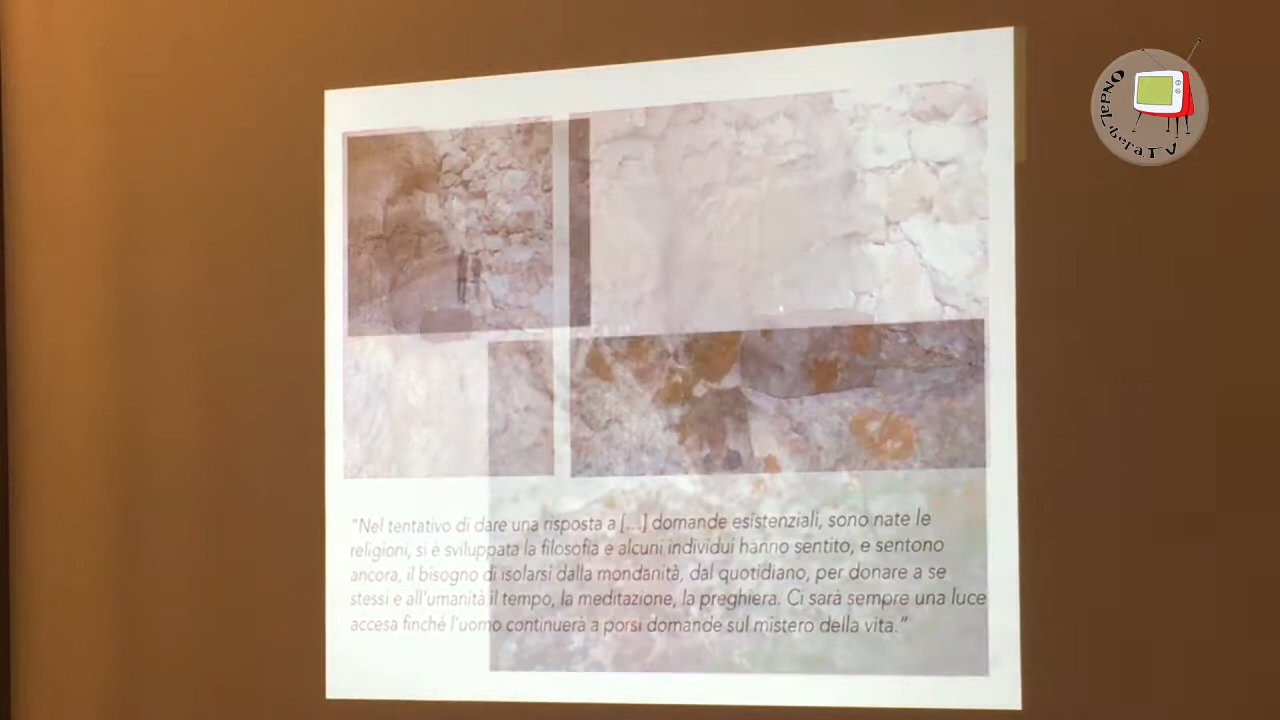 OndaLiberaTV
"Nel tentativo di dare una risposta a [...] domande esistenziali, sono nate le
religioni, si è sviluppata la filosofia e alcuni individui hanno sentito, e sentono
ancora, il bisogno di isolarsi dalla mondanità, dal quotidiano, per donare a se
stessi e all'umanità il tempo, la meditazione, la preghiera. Ci sarà sempre una luce
accesa finché l'uomo continuerà a porsi domande sul mistero della vita."